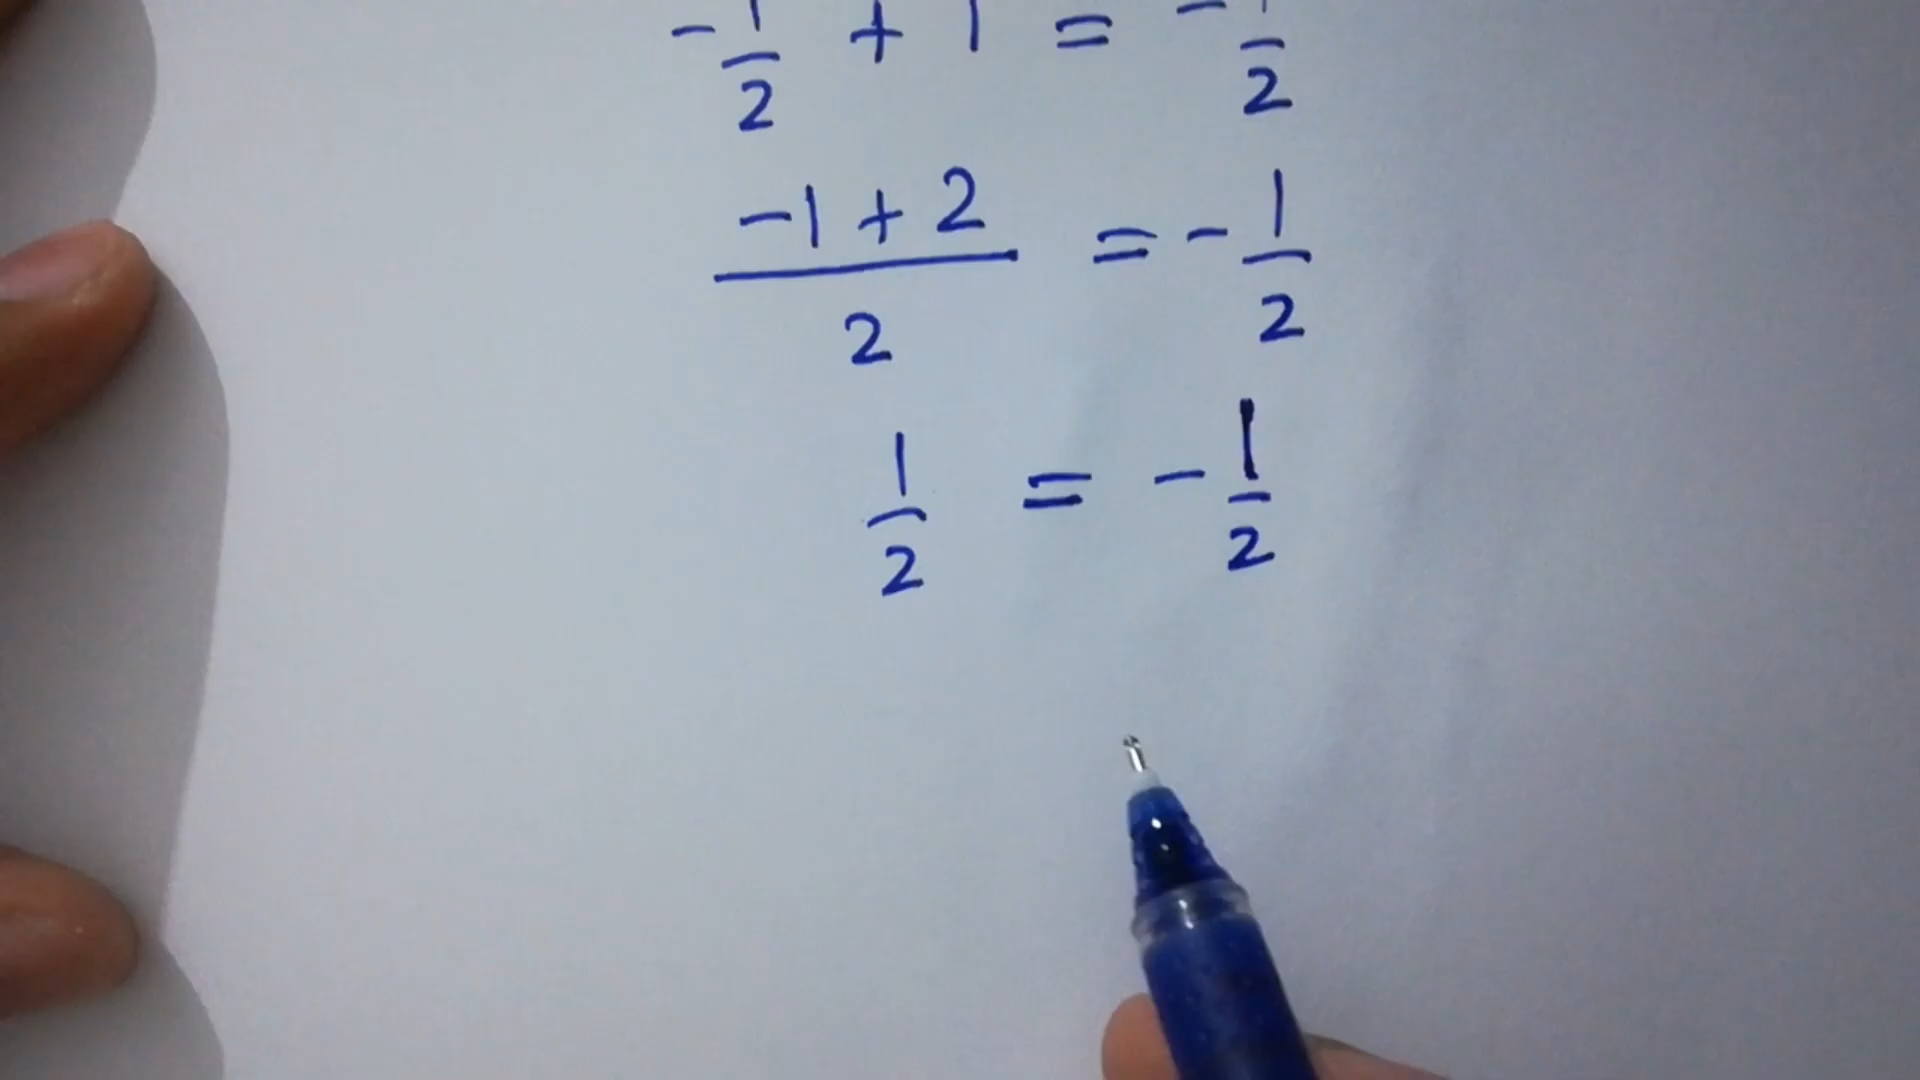 -1/2 + 1 = -1/2
(-1 + 2)/2 = -1/2
1/2 = -1/2